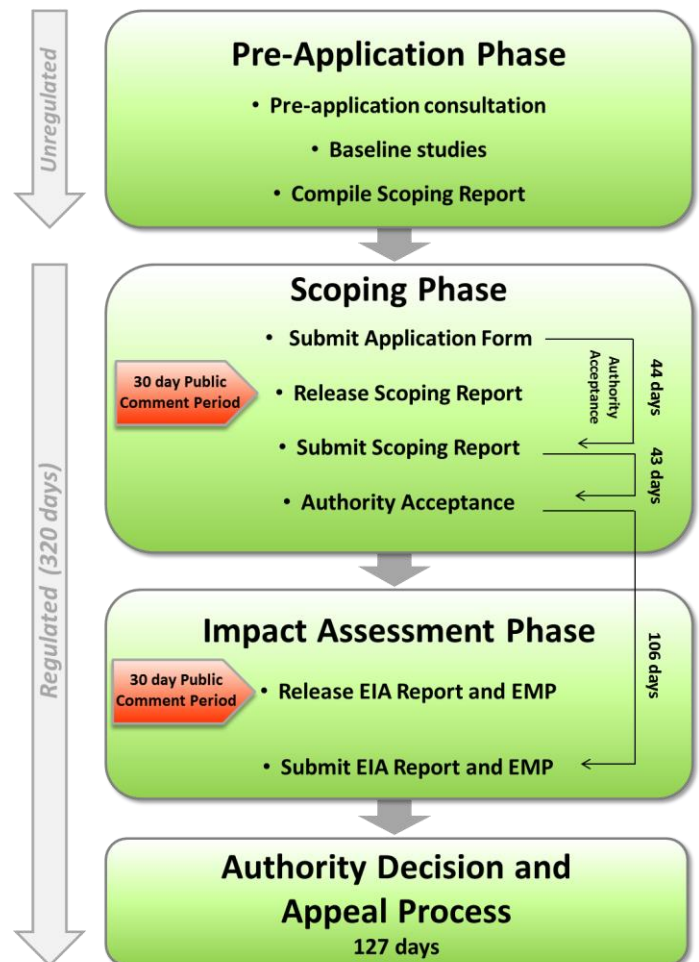 Unregulated
Pre-Application Phase
• Pre-application consultation
• Baseline studies
• Compile Scoping Report
Regulated (320 days)
Scoping Phase
• Submit Application Form
30 day Public
Comment Period
• Release Scoping Report
Authority
Acceptance
44 days
• Submit Scoping Report
43 days
• Authority Acceptance
Impact Assessment Phase
106 days
30 day Public
Comment Period
• Release EIA Report and EMP
• Submit EIA Report and EMP
Authority Decision and
Appeal Process
127 days